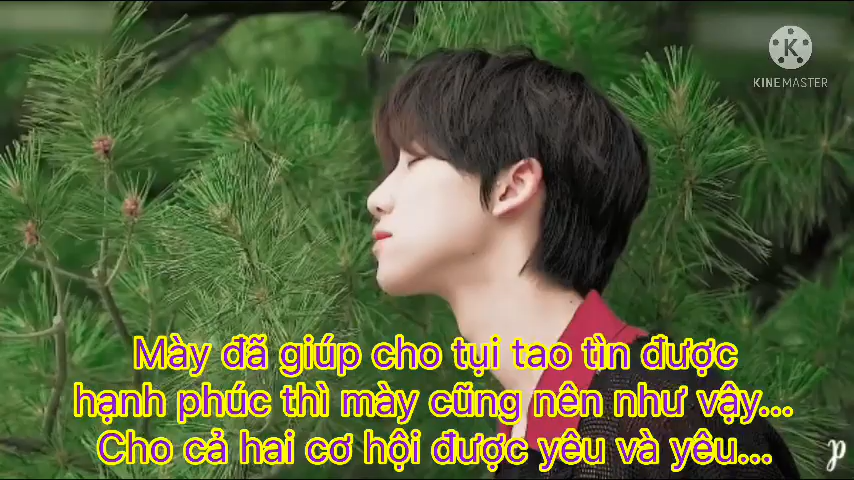 KINEMASTER
Mày đã giúp cho tụi tao tìn được
hạnh phúc thì mày cũng nên như vậy...
Cho cả hai cơ hội được yêu và yêu...
p